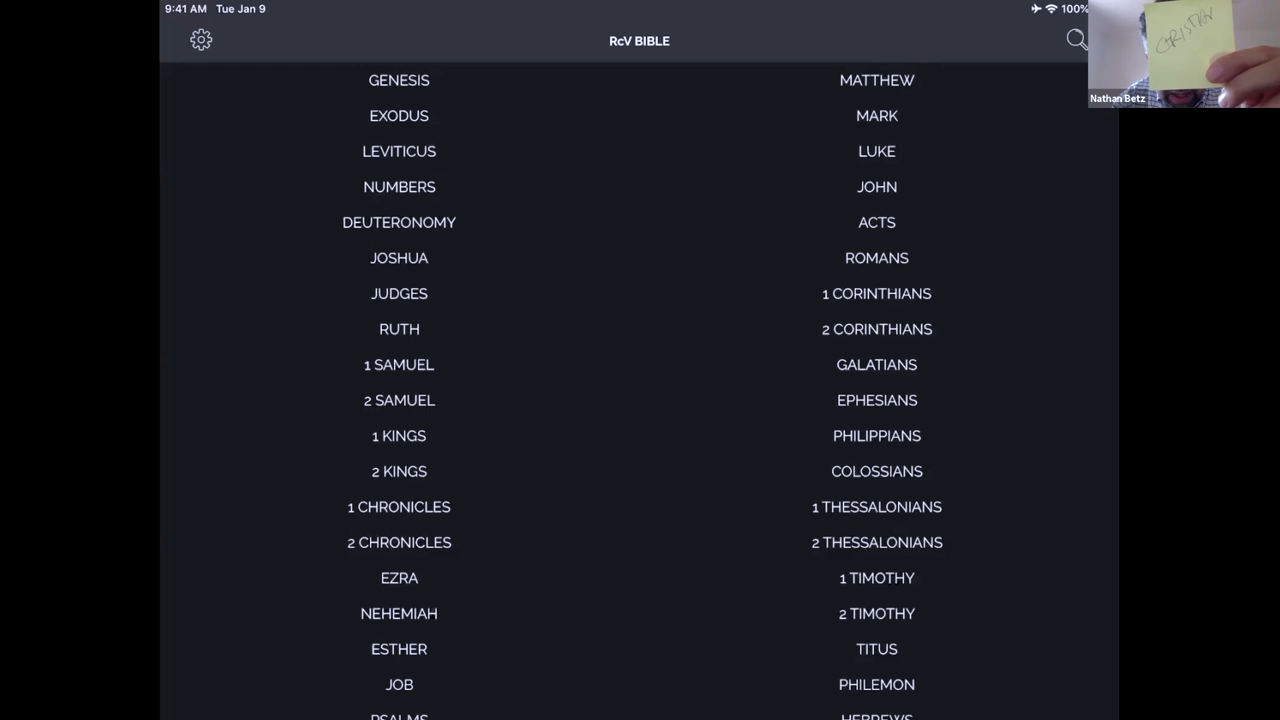 9:41 AM Tue Jan 9
100%
RcV BIBLE
Nathan Betz
GENESIS
EXODUS
LEVITICUS
NUMBERS
DEUTERONOMY
JOSHUA
JUDGES
RUTH
1 SAMUEL
2 SAMUEL
1 KINGS
2 KINGS
1 CHRONICLES
2 CHRONICLES
EZRA
NEHEMIAH
ESTHER
JOB
PSALMS
MATTHEW
MARK
LUKE
JOHN
ACTS
ROMANS
1 CORINTHIANS
2 CORINTHIANS
GALATIANS
EPHESIANS
PHILIPPIANS
COLOSSIANS
1 THESSALONIANS
2 THESSALONIANS
1 TIMOTHY
2 TIMOTHY
TITUS
PHILEMON
HEBREWS